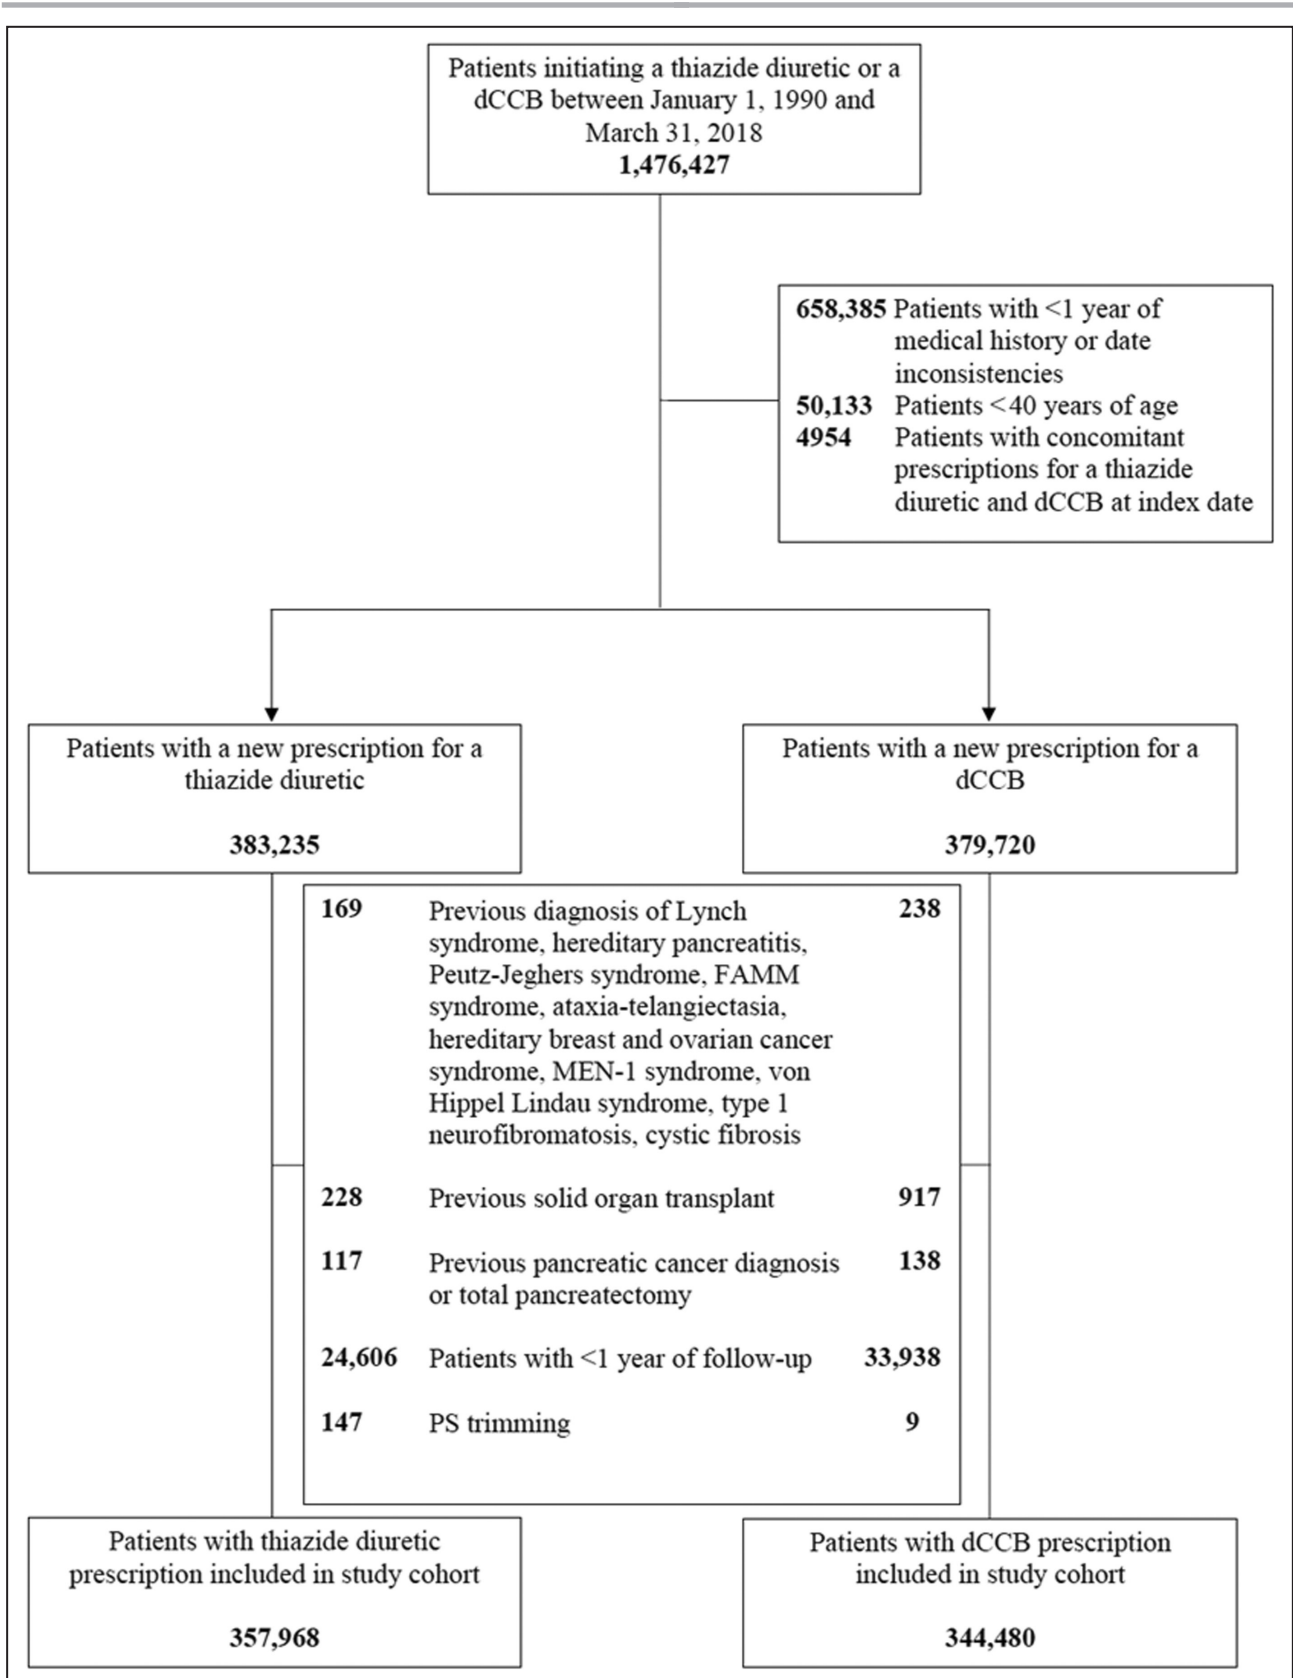 Patients initiating a thiazide diuretic or a
dCCB between January 1, 1990 and
March 31, 2018
1,476,427
658,385 Patients with <1 year of
medical history or date
inconsistencies
50,133 Patients <40 years of age
4954 Patients with concomitant
prescriptions for a thiazide
diuretic and dCCB at index date
Patients with a new prescription for a
thiazide diuretic
383,235
Patients with a new prescription for a
dCCB
379,720
169 Previous diagnosis of Lynch 238
syndrome, hereditary pancreatitis,
Peutz-Jeghers syndrome, FAMM
syndrome, ataxia-telangiectasia,
hereditary breast and ovarian cancer
syndrome, MEN-1 syndrome, von
Hippel Lindau syndrome, type 1
neurofibromatosis, cystic fibrosis
228 Previous solid organ transplant 917
117 Previous pancreatic cancer diagnosis 138
or total pancreatectomy
24,606 Patients with <1 year of follow-up 33,938
147 PS trimming 9
Patients with thiazide diuretic
prescription included in study cohort
357,968
Patients with dCCB prescription
included in study cohort
344,480